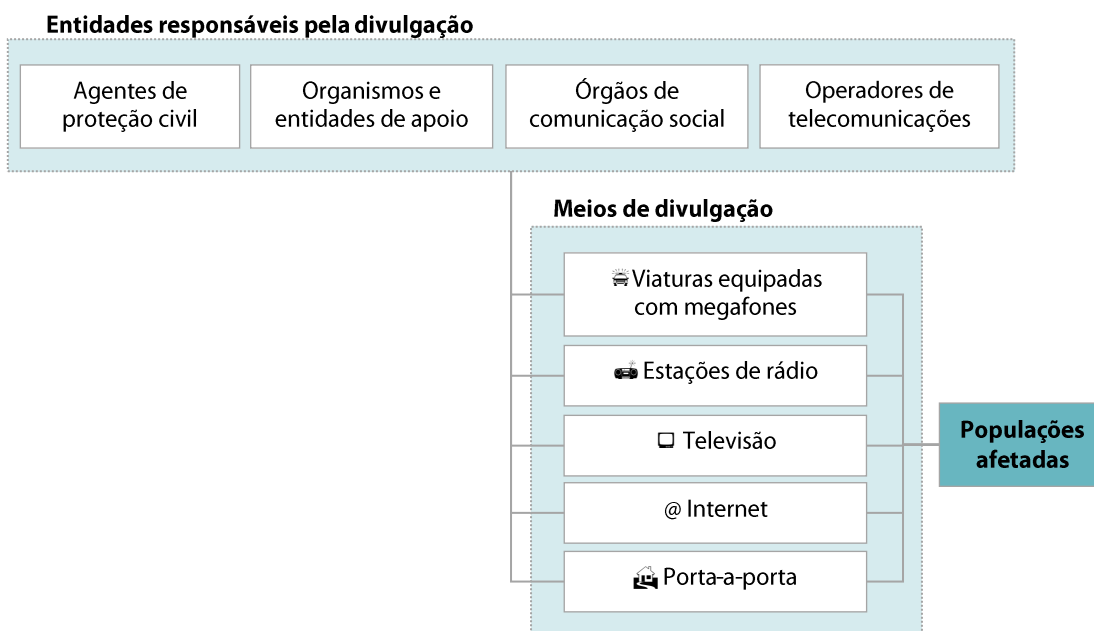 Entidades responsáveis pela divulgação
Agentes de
proteção civil
Organismos e
entidades de apoio
Órgãos de
comunicação social
Operadores de
telecomunicações
Meios de divulgação
Viaturas equipadas
com megafones
Estações de rádio
Televisão
@ Internet
Porta-a-porta
Populações
afetadas